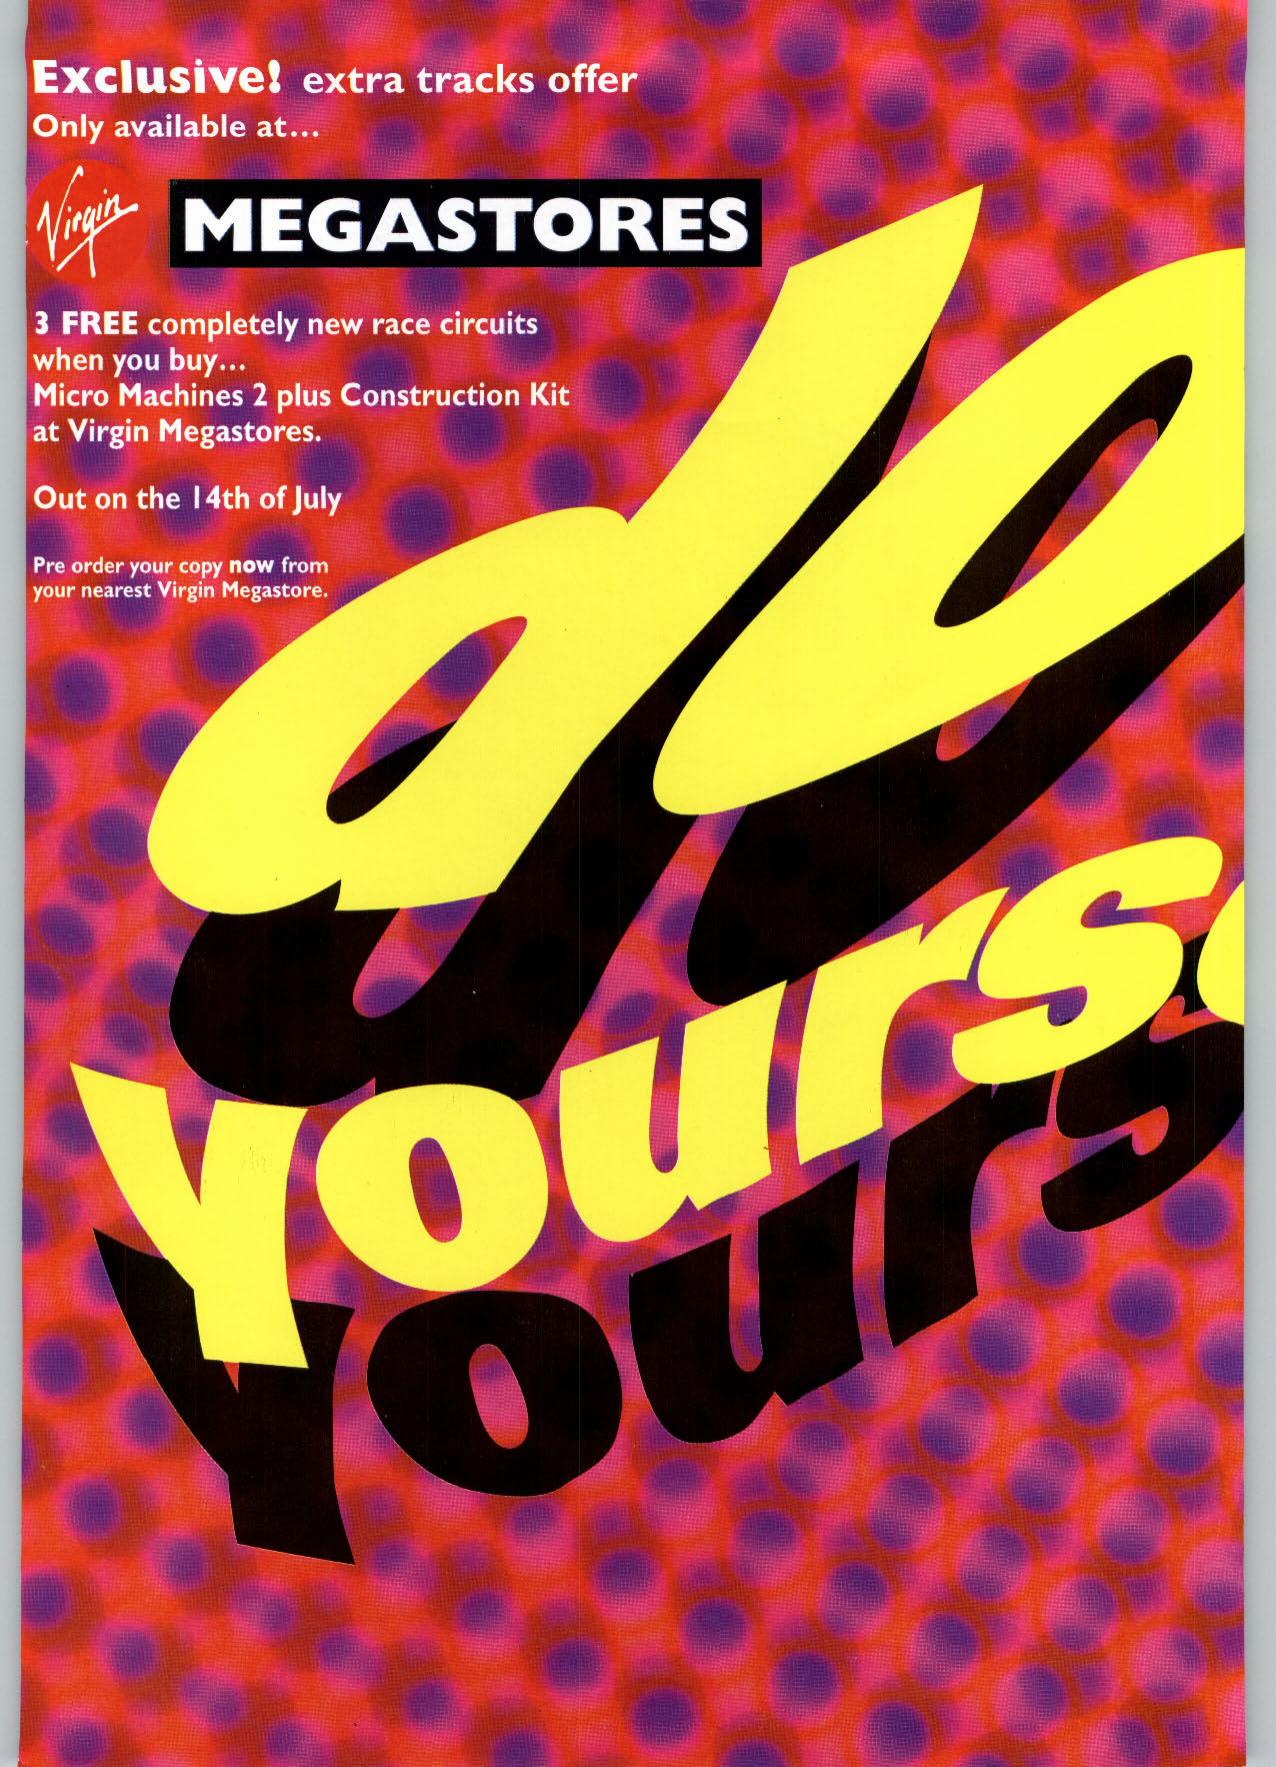 Exclusive! extra tracks offer
Only available at...
Virgin MEGASTORES
3 FREE completely new race circuits
when you buy...
Micro Machines 2 plus Construction Kit
at Virgin Megastores.
Out on the 14th of July
Pre order your copy now from
your nearest Virgin Megastore.
do
Yours